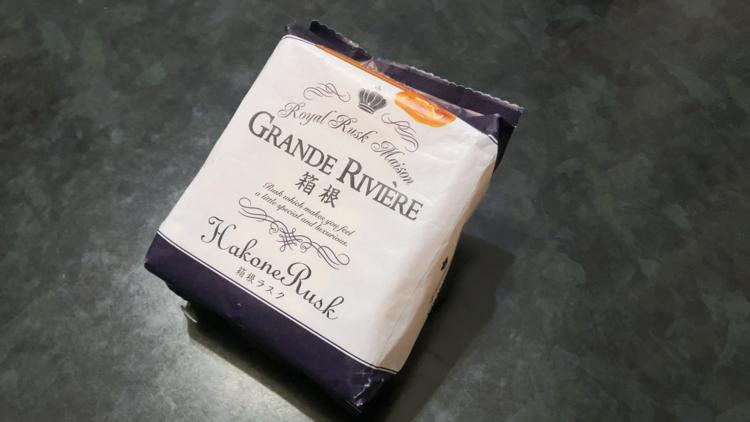 Royal Rusk Maison
GRANDE RIVIÈRE
箱根
Rusk which makes you feel
a little special and luxurious.
Hakone Rusk
箱根ラスク